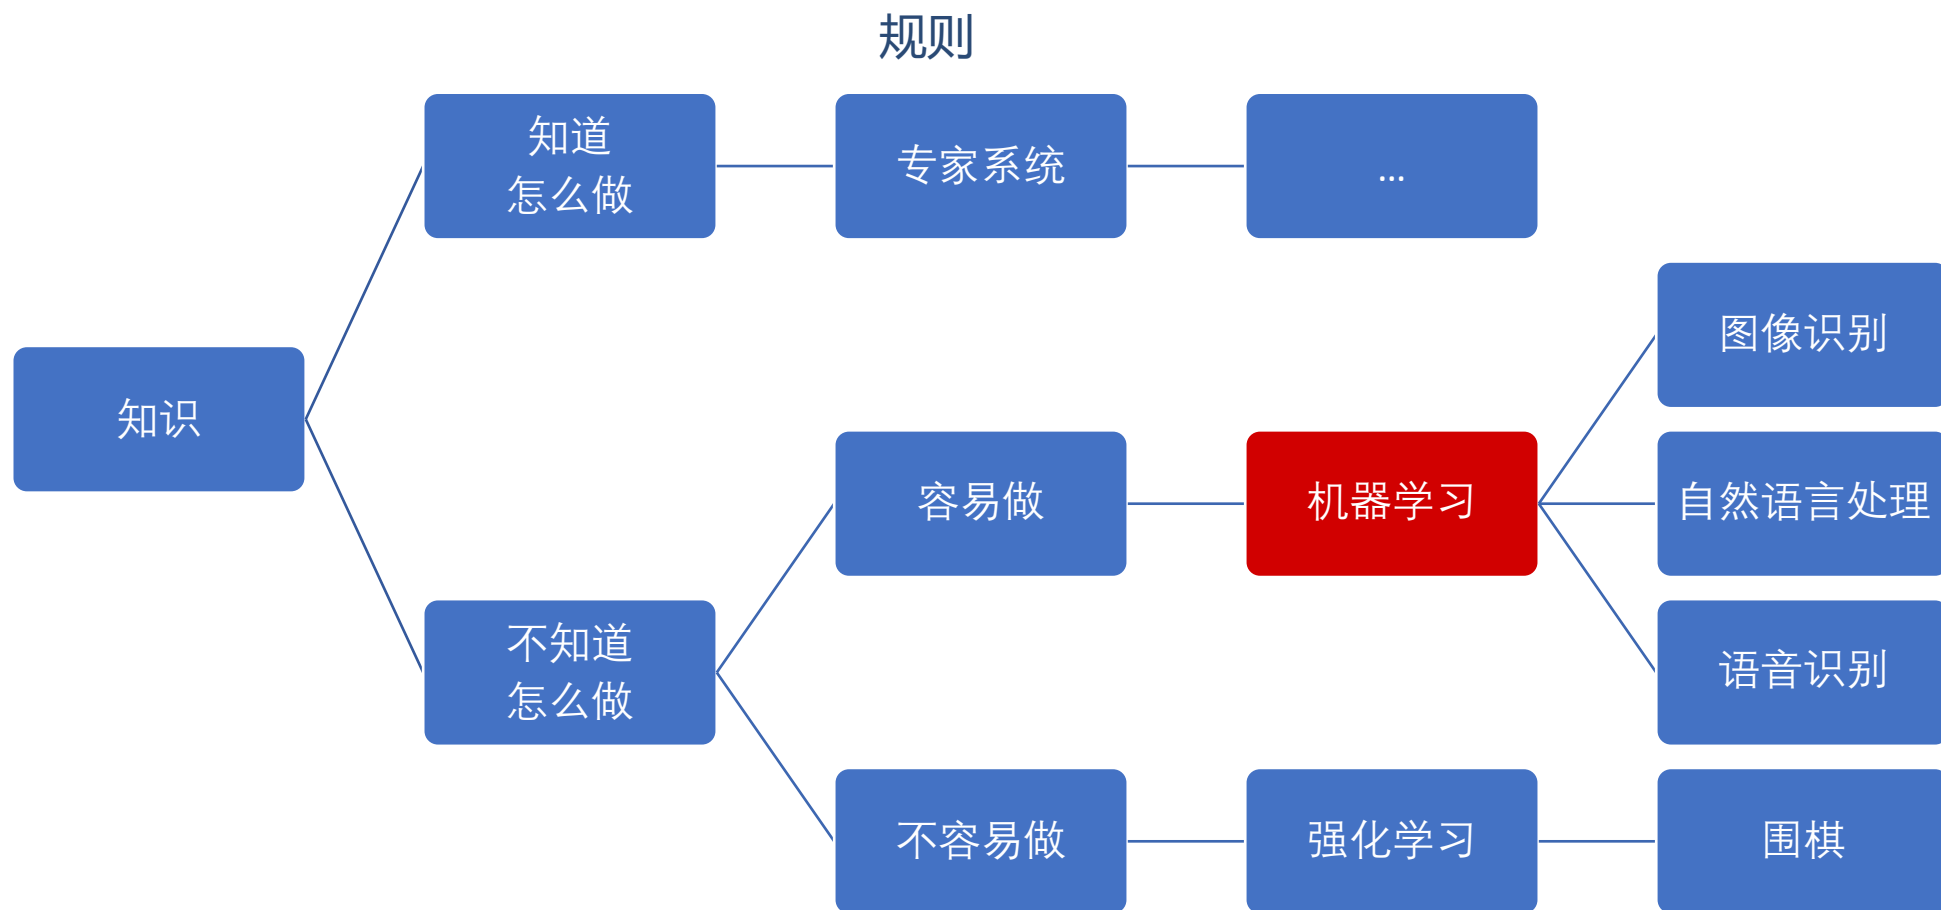 规则
知道
怎么做
专家系统
...
知识
不知道
怎么做
容易做
机器学习
图像识别
自然语言处理
语音识别
不容易做
强化学习
围棋